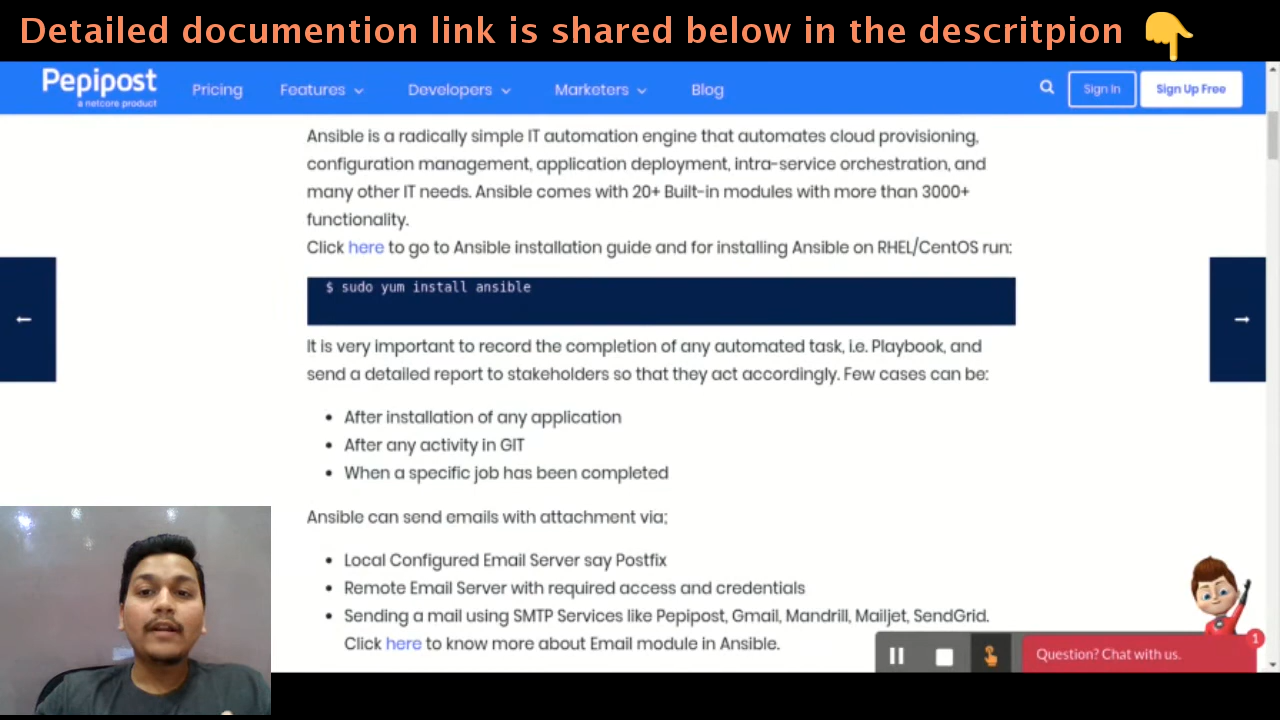 Detailed documention link is shared below in the descritpion
Pepipost
a netcore product
Pricing
Features
Developers
Marketers
Blog
Sign In
Sign Up Free
Ansible is a radically simple IT automation engine that automates cloud provisioning,
configuration management, application deployment, intra-service orchestration, and
many other IT needs. Ansible comes with 20+ Built-in modules with more than 3000+
functionality.
Click here to go to Ansible installation guide and for installing Ansible on RHEL/CentOS run:
$ sudo yum install ansible
It is very important to record the completion of any automated task, i.e. Playbook, and
send a detailed report to stakeholders so that they act accordingly. Few cases can be:
• After installation of any application
• After any activity in GIT
• When a specific job has been completed
Ansible can send emails with attachment via;
• Local Configured Email Server say Postfix
• Remote Email Server with required access and credentials
• Sending a mail using SMTP Services like Pepipost, Gmail, Mandrill, Mailjet, SendGrid.
Click here to know more about Email module in Ansible.
Question? Chat with us.
1